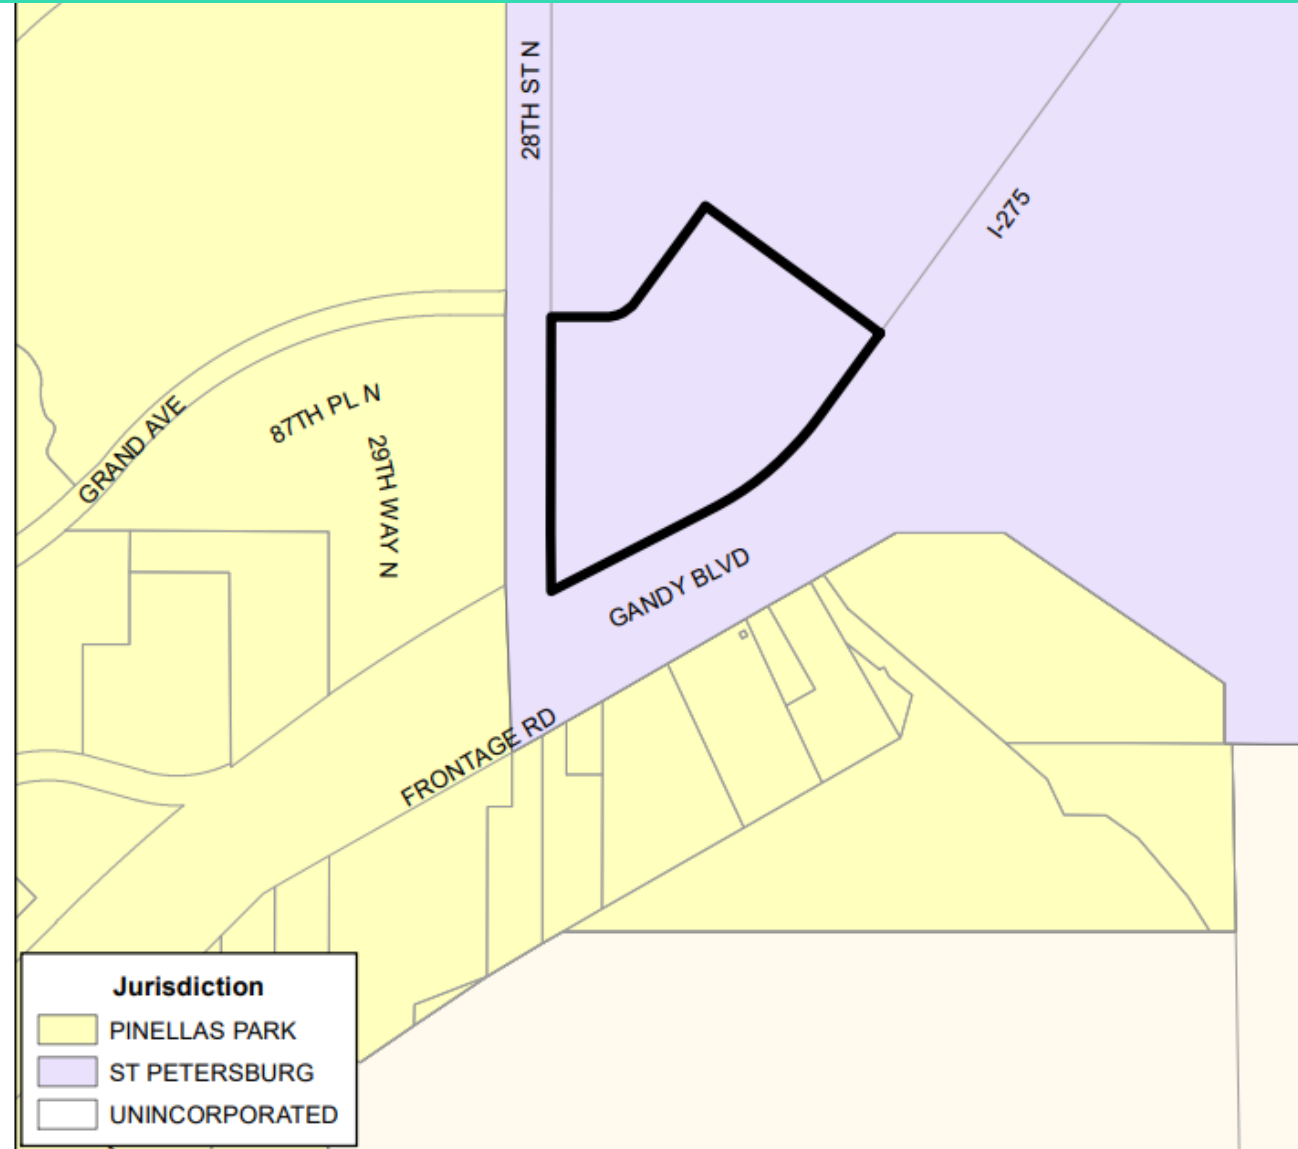 28TH ST N
I-275
GRAND AVE
87TH PL N
29TH WAY N
GANDY BLVD
FRONTAGE RD
Jurisdiction
PINELLAS PARK
ST PETERSBURG
UNINCORPORATED